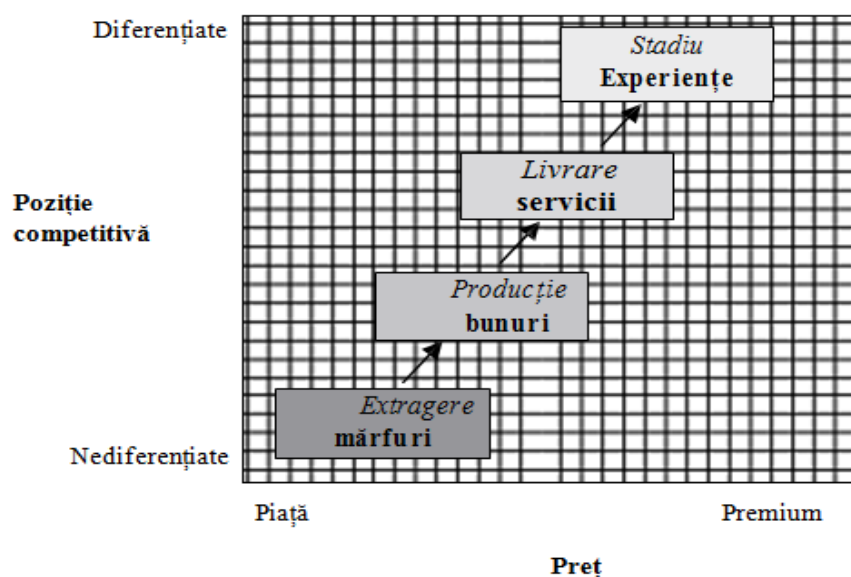 Diferențiate
Stadiu
Experiențe
Livrare
servicii
Poziție
competitivă
Producție
bunuri
Extragere
mărfuri
Nediferențiate
Piață
Premium
Preț